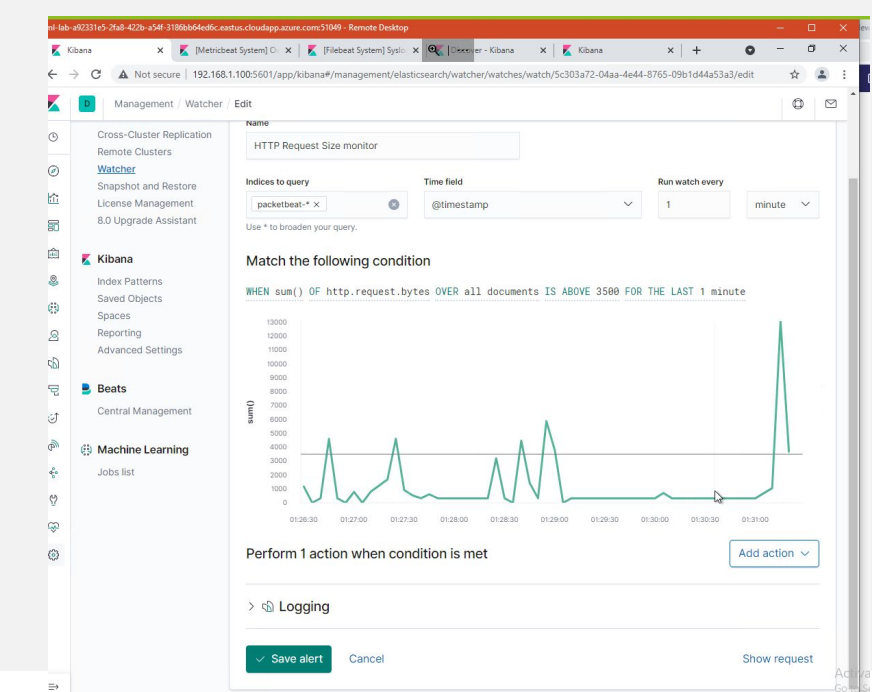 ml-lab-a92331e5-2fa8-422b-a54f-3186bb64ed6c.eastus.cloudapp.azure.com:51049 - Remote Desktop
Kibana
[Metricbeat System]
[Filebeat System] Syslo
er - Kibana
Kibana
Not secure | 192.168.1.100:5601/app/kibana#/management/elasticsearch/watcher/watches/watch/5c303a72-04aa-4e44-8765-09b1d44a53a3/edit
D
Management / Watcher / Edit
Cross-Cluster Replication
Remote Clusters
Watcher
Snapshot and Restore
License Management
8.0 Upgrade Assistant
Kibana
Index Patterns
Saved Objects
Spaces
Reporting
Advanced Settings
Beats
Central Management
Machine Learning
Jobs list
Name
HTTP Request Size monitor
Indices to query
Time field
Run watch every
packetbeat-* ×
@timestamp
1
minute
Use * to broaden your query.
Match the following condition
WHEN sum() OF http.request.bytes OVER all documents IS ABOVE 3500 FOR THE LAST 1 minute
sum()
13000
12000
11000
10000
9000
8000
7000
6000
5000
4000
3000
2000
1000
0
01:26:30 01:27:00 01:27:30 01:28:00 01:28:30 01:29:00 01:29:30 01:30:00 01:30:30 01:31:00
Perform 1 action when condition is met
Add action
Logging
Save alert
Cancel
Show request